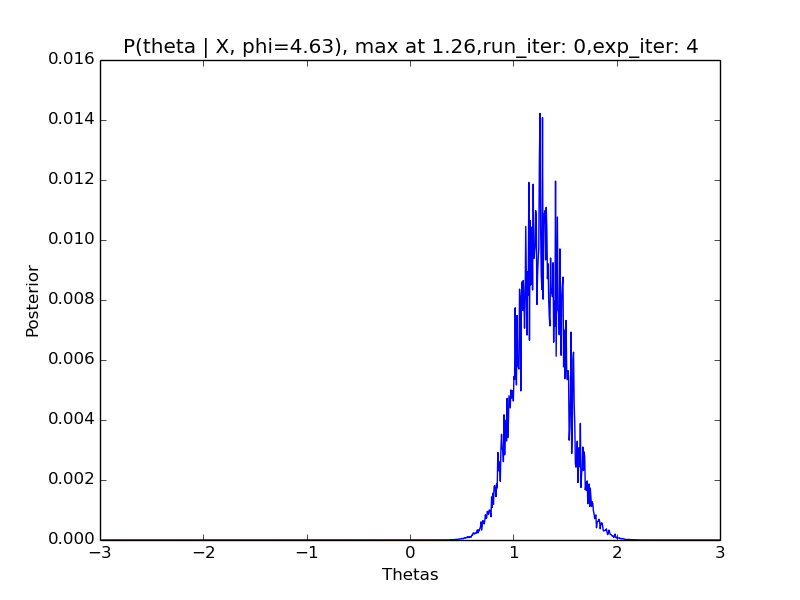 P(theta | X, phi=4.63), max at 1.26,run_iter: 0,exp_iter: 4
0.016
0.014
0.012
0.010
0.008
0.006
0.004
0.002
0.000
Posterior
−3 −2 −1 0 1 2 3
Thetas